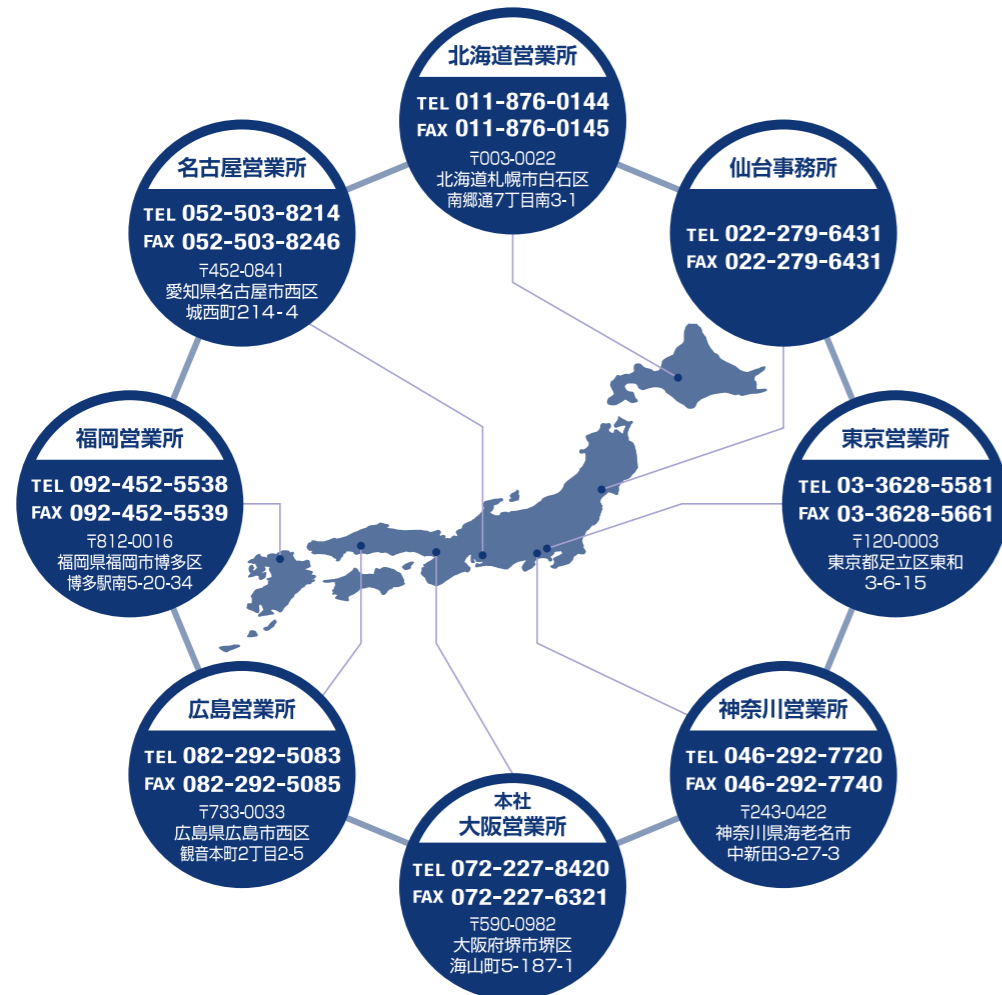 北海道営業所
TEL 011-876-0144
FAX 011-876-0145
〒003-0022
北海道札幌市白石区
南郷通7丁目南3-1
仙台事務所
TEL 022-279-6431
FAX 022-279-6431
東京営業所
TEL 03-3628-5581
FAX 03-3628-5661
〒120-0003
東京都足立区東和
3-6-15
神奈川営業所
TEL 046-292-7720
FAX 046-292-7740
〒243-0422
神奈川県海老名市
中新田3-27-3
本社
大阪営業所
TEL 072-227-8420
FAX 072-227-6321
〒590-0982
大阪府堺市堺区
海山町5-187-1
広島営業所
TEL 082-292-5083
FAX 082-292-5085
〒733-0033
広島県広島市西区
観音本町2丁目2-5
福岡営業所
TEL 092-452-5538
FAX 092-452-5539
〒812-0016
福岡県福岡市博多区
博多駅南5-20-34
名古屋営業所
TEL 052-503-8214
FAX 052-503-8246
〒452-0841
愛知県名古屋市西区
城西町214-4